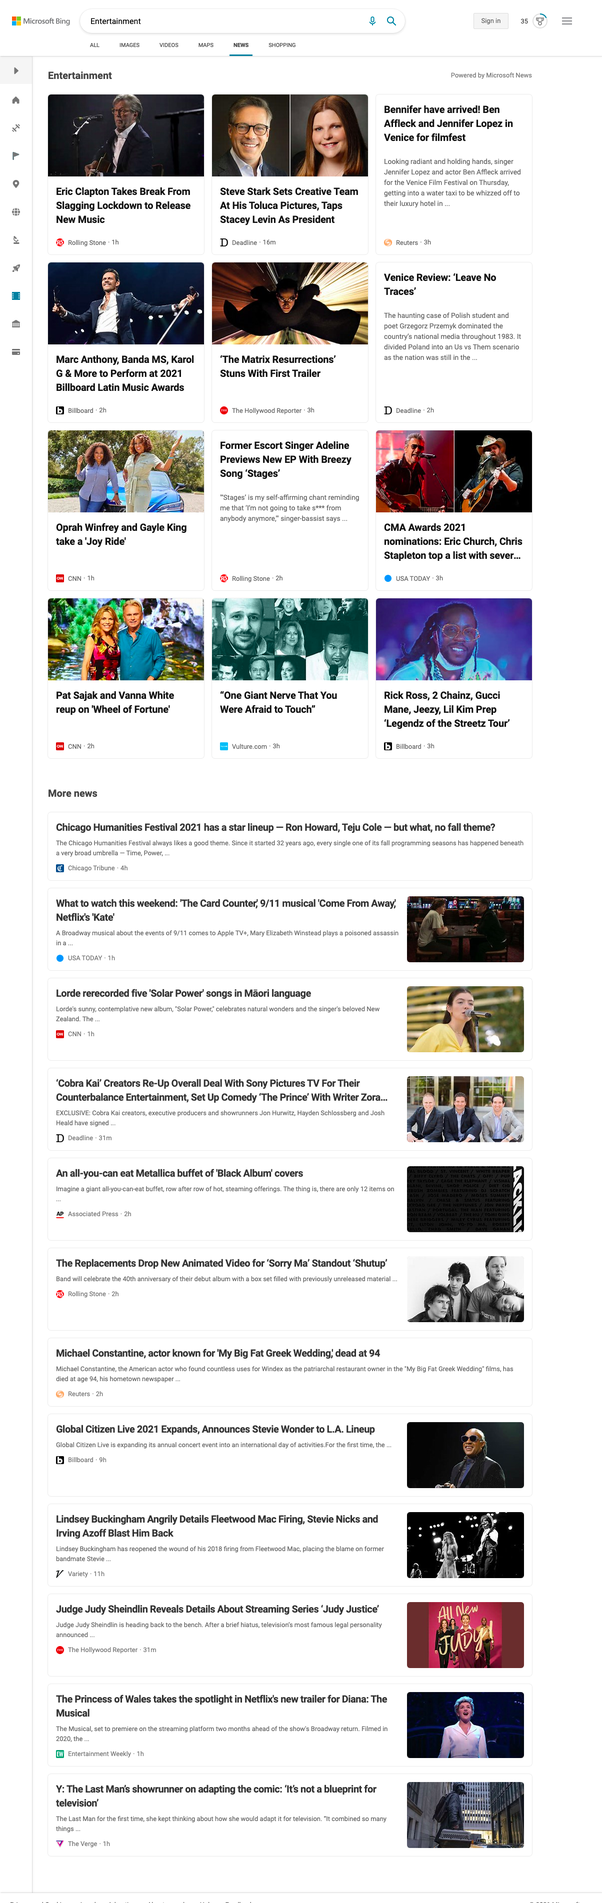 Microsoft Bing
Entertainment
Sign in
35
ALL IMAGES VIDEOS MAPS NEWS SHOPPING
Entertainment
Powered by Microsoft News
Eric Clapton Takes Break From
Slagging Lockdown to Release
New Music
Rolling Stone · 1h
Steve Stark Sets Creative Team
At His Toluca Pictures, Taps
Stacey Levin As President
Deadline · 16m
Bennifer have arrived! Ben
Affleck and Jennifer Lopez in
Venice for filmfest
Looking radiant and holding hands, singer
Jennifer Lopez and actor Ben Affleck arrived
for the Venice Film Festival on Thursday,
getting into a water taxi to be whizzed off to
their luxury hotel in ...
Reuters · 3h
Marc Anthony, Banda MS, Karol
G & More to Perform at 2021
Billboard Latin Music Awards
Billboard · 2h
'The Matrix Resurrections'
Stuns With First Trailer
The Hollywood Reporter · 3h
Venice Review: 'Leave No
Traces'
The haunting case of Polish student and
poet Grzegorz Przemyk dominated the
country's national media throughout 1983. It
divided Poland into an Us vs Them scenario
as the nation was still in the ...
Deadline · 2h
Oprah Winfrey and Gayle King
take a 'Joy Ride'
CNN · 1h
Former Escort Singer Adeline
Previews New EP With Breezy
Song 'Stages'
"'Stages' is my self-affirming chant reminding
me that 'I'm not going to take s*** from
anybody anymore,'" singer-bassist says ...
Rolling Stone · 2h
CMA Awards 2021
nominations: Eric Church, Chris
Stapleton top a list with sever...
USA TODAY · 3h
Pat Sajak and Vanna White
reup on 'Wheel of Fortune'
CNN · 2h
"One Giant Nerve That You
Were Afraid to Touch"
Vulture.com · 3h
Rick Ross, 2 Chainz, Gucci
Mane, Jeezy, Lil Kim Prep
'Legendz of the Streetz Tour'
Billboard · 3h
More news
Chicago Humanities Festival 2021 has a star lineup — Ron Howard, Teju Cole — but what, no fall theme?
The Chicago Humanities Festival always likes a good theme. Since it started 32 years ago, every single one of its fall programming seasons has happened beneath
a very broad umbrella — Time, Power, ...
Chicago Tribune · 4h
What to watch this weekend: 'The Card Counter,' 9/11 musical 'Come From Away,'
Netflix's 'Kate'
A Broadway musical about the events of 9/11 comes to Apple TV+, Mary Elizabeth Winstead plays a poisoned assassin
in a ...
USA TODAY · 1h
Lorde rerecorded five 'Solar Power' songs in Māori language
Lorde's sunny, contemplative new album, "Solar Power," celebrates natural wonders and the singer's beloved New
Zealand. The ...
CNN · 1h
'Cobra Kai' Creators Re-Up Overall Deal With Sony Pictures TV For Their
Counterbalance Entertainment, Set Up Comedy 'The Prince' With Writer Zora...
EXCLUSIVE: Cobra Kai creators, executive producers and showrunners Jon Hurwitz, Hayden Schlossberg and Josh
Heald have signed ...
Deadline · 31m
An all-you-can eat Metallica buffet of 'Black Album' covers
Imagine a giant all-you-can-eat buffet, row after row of hot, steaming offerings. The thing is, there are only 12 items on
...
AP Associated Press · 2h
The Replacements Drop New Animated Video for 'Sorry Ma' Standout 'Shutup'
Band will celebrate the 40th anniversary of their debut album with a box set filled with previously unreleased material ...
Rolling Stone · 2h
Michael Constantine, actor known for 'My Big Fat Greek Wedding,' dead at 94
Michael Constantine, the American actor who found countless uses for Windex as the patriarchal restaurant owner in the "My Big Fat Greek Wedding" films, has
died at age 94, his hometown newspaper ...
Reuters · 2h
Global Citizen Live 2021 Expands, Announces Stevie Wonder to L.A. Lineup
Global Citizen Live is expanding its annual concert event into an international day of activities.For the first time, the ...
Billboard · 9h
Lindsey Buckingham Angrily Details Fleetwood Mac Firing, Stevie Nicks and
Irving Azoff Blast Him Back
Lindsey Buckingham has reopened the wound of his 2018 firing from Fleetwood Mac, placing the blame on former
bandmate Stevie ...
Variety · 11h
Judge Judy Sheindlin Reveals Details About Streaming Series 'Judy Justice'
Judge Judy Sheindlin is heading back to the bench. After a brief hiatus, television's most famous legal personality
announced ...
The Hollywood Reporter · 31m
All New
JUDY
The Princess of Wales takes the spotlight in Netflix's new trailer for Diana: The
Musical
The Musical, set to premiere on the streaming platform two months ahead of the show's Broadway return. Filmed in
2020, the ...
Entertainment Weekly · 1h
Y: The Last Man's showrunner on adapting the comic: 'It's not a blueprint for
television'
The Last Man for the first time, she kept thinking about how she would adapt it for television. "It combined so many
things ...
The Verge · 1h